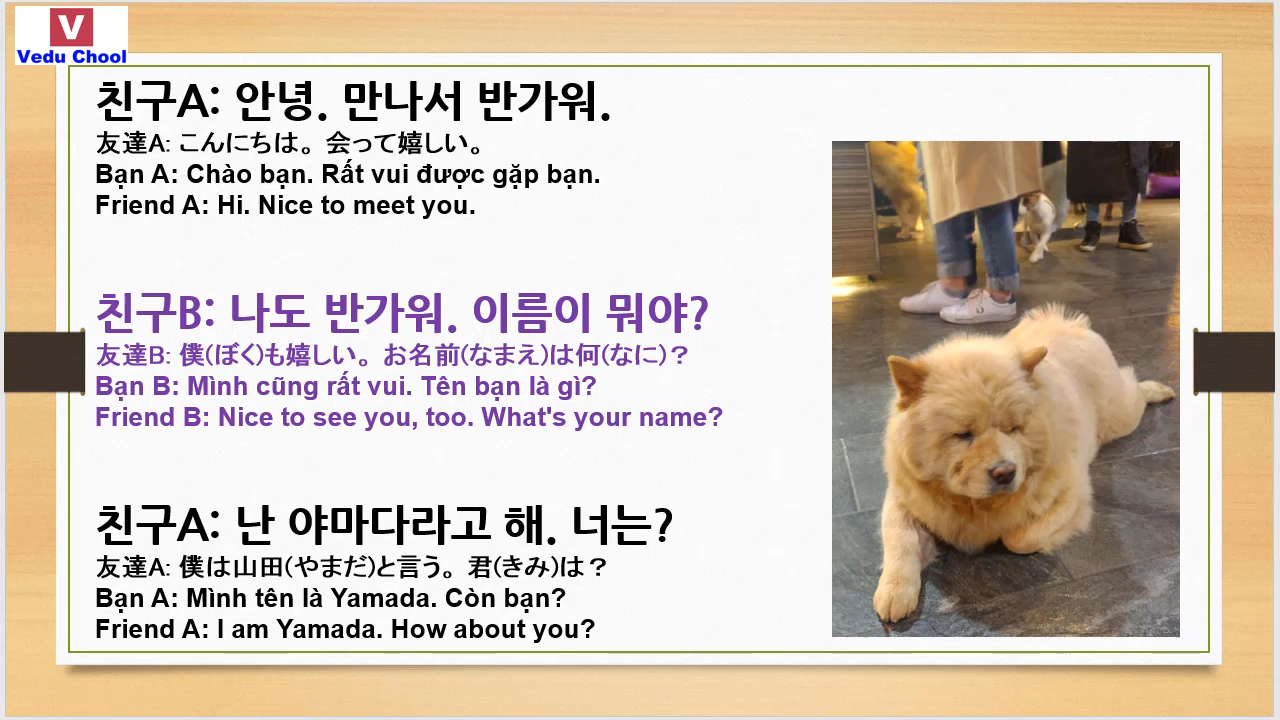 V
Vedu Chool
친구A: 안녕. 만나서 반가워.
友達A: こんにちは。会って嬉しい。
Bạn A: Chào bạn. Rất vui được gặp bạn.
Friend A: Hi. Nice to meet you.
친구B: 나도 반가워. 이름이 뭐야?
友達B: 僕(ぼく)も嬉しい。お名前(なまえ)は何(なに)？
Bạn B: Mình cũng rất vui. Tên bạn là gì?
Friend B: Nice to see you, too. What's your name?
친구A: 난 야마다라고 해. 너는?
友達A: 僕は山田(やまだ)と言う。君(きみ)は？
Bạn A: Mình tên là Yamada. Còn bạn?
Friend A: I am Yamada. How about you?